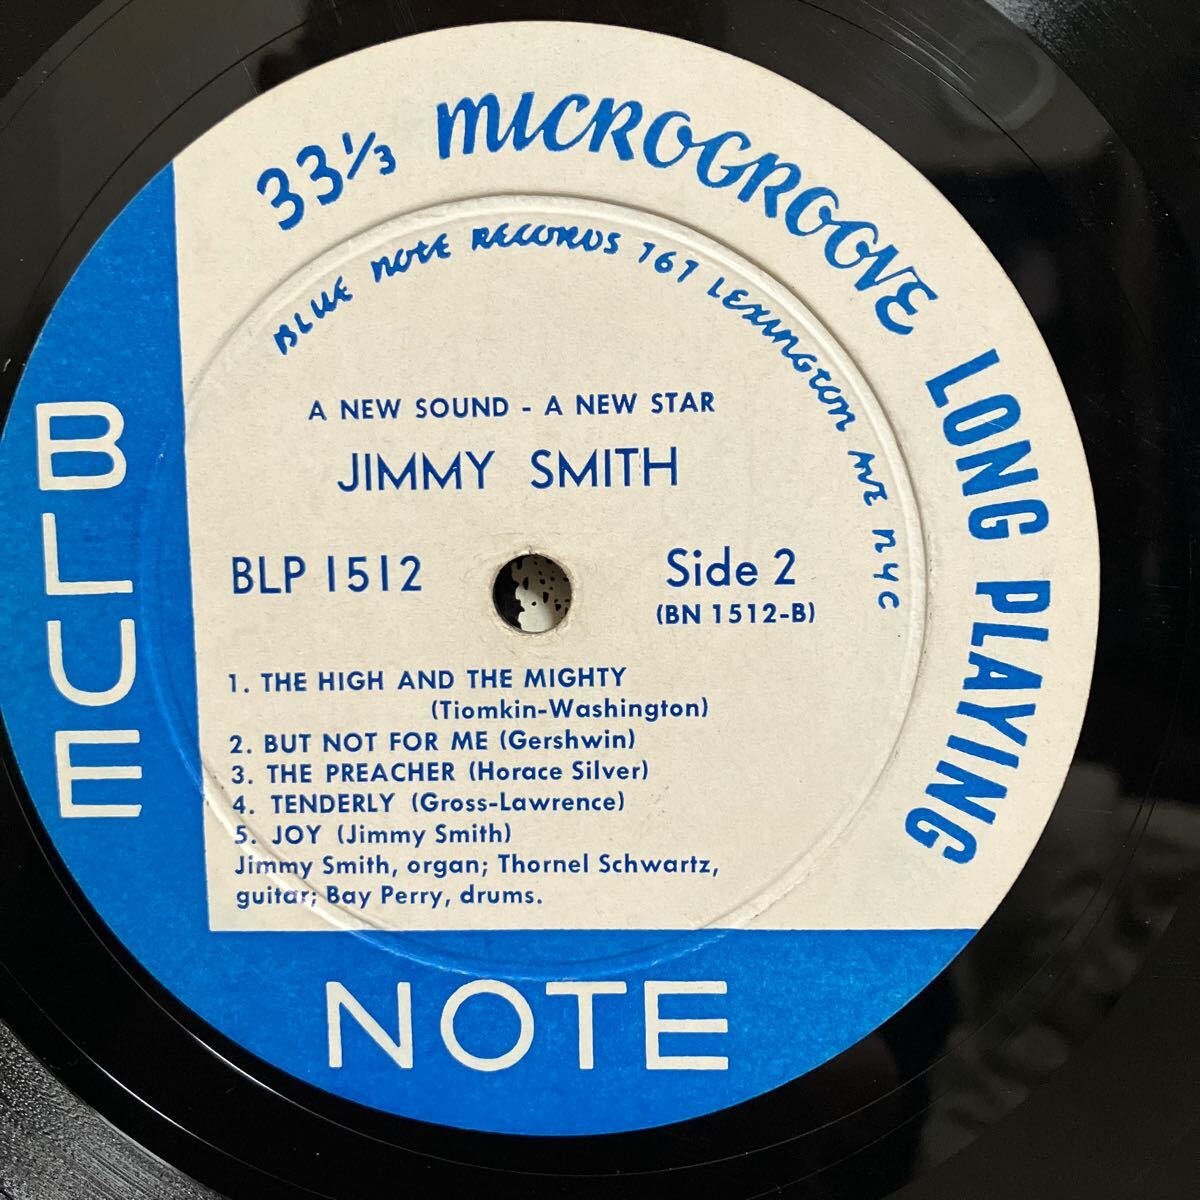 33⅓ MICROGROOVE LONG PLAYING
BLUE NOTE RECORDS 767 LEXINGTON AVE NYC
A NEW SOUND - A NEW STAR
JIMMY SMITH
BLP 1512
Side 2
(BN 1512-B)
1. THE HIGH AND THE MIGHTY
(Tiomkin-Washington)
2. BUT NOT FOR ME (Gershwin)
3. THE PREACHER (Horace Silver)
4. TENDERLY (Gross-Lawrence)
5. JOY (Jimmy Smith)
Jimmy Smith, organ; Thornel Schwartz,
guitar; Bay Perry, drums.
BLUE
NOTE